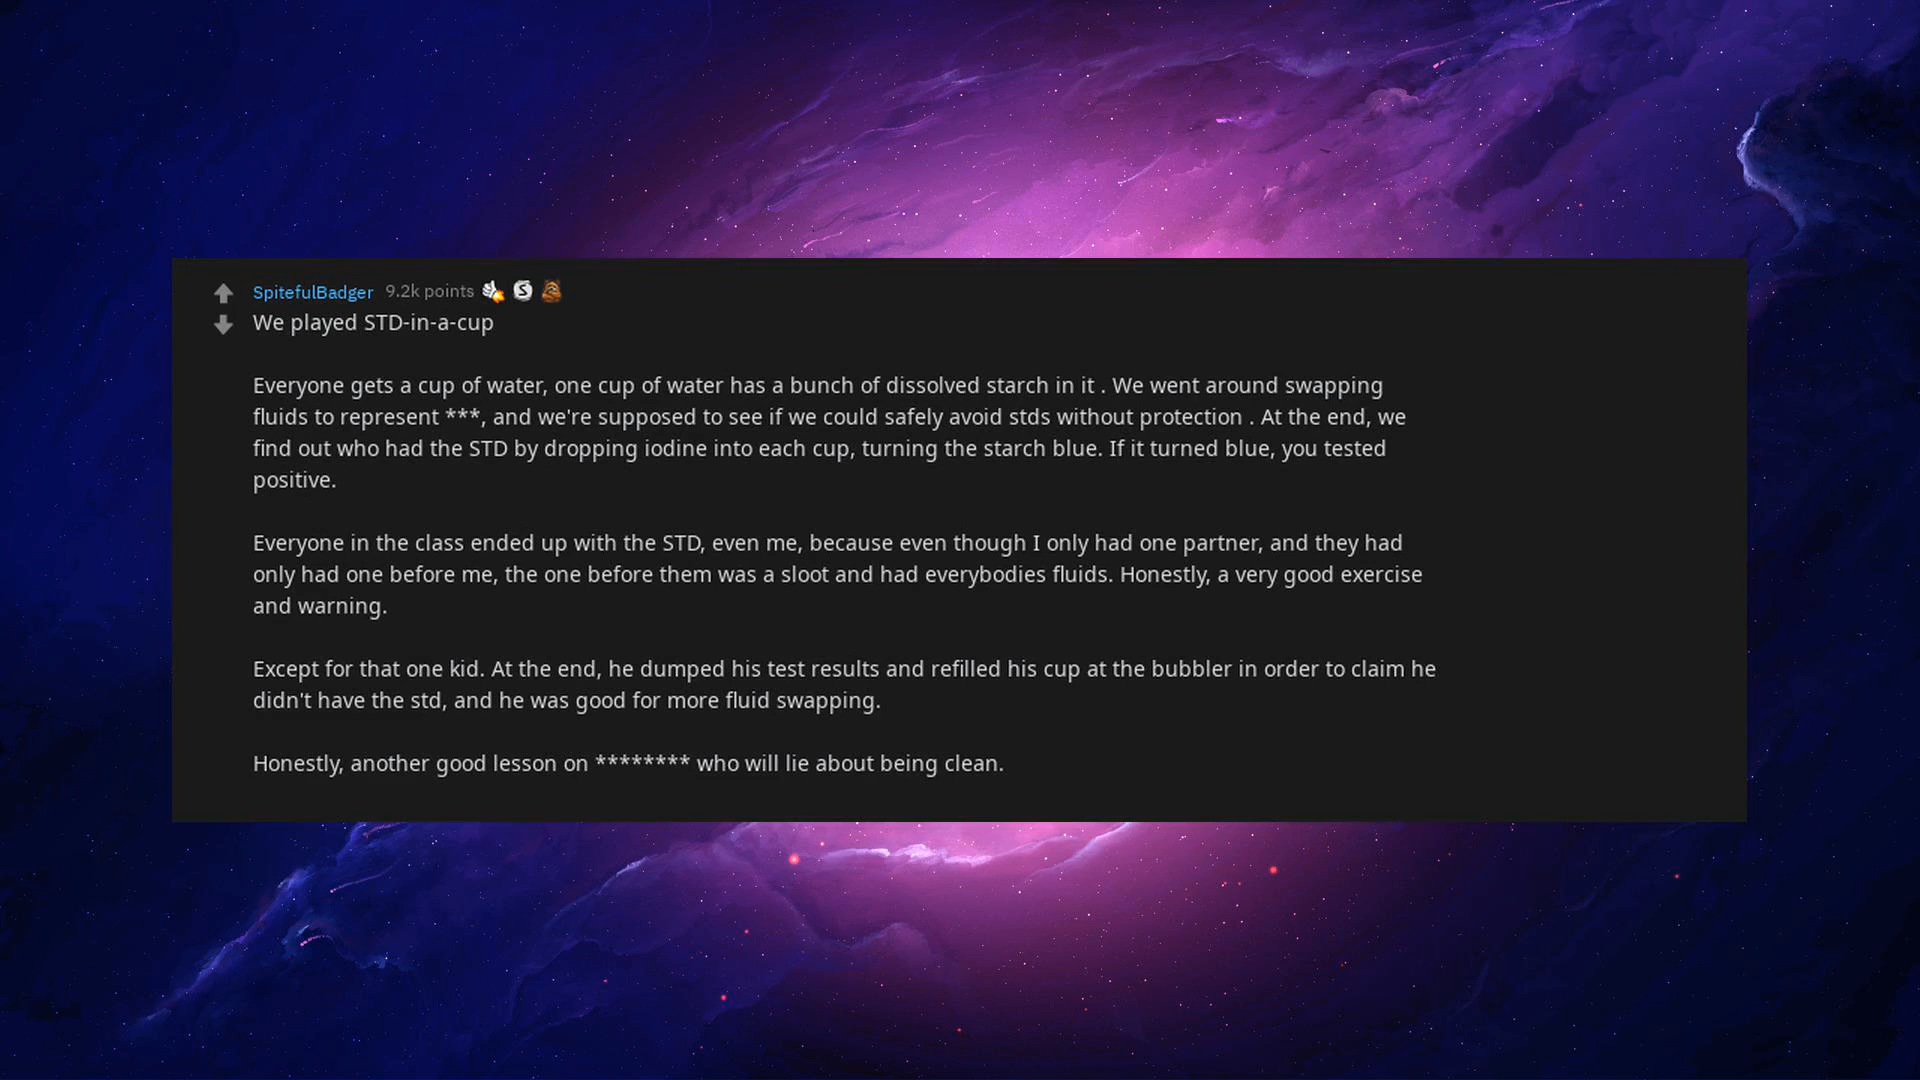 SpitefulBadger 9.2k points
We played STD-in-a-cup
Everyone gets a cup of water, one cup of water has a bunch of dissolved starch in it . We went around swapping
fluids to represent ***, and we're supposed to see if we could safely avoid stds without protection . At the end, we
find out who had the STD by dropping iodine into each cup, turning the starch blue. If it turned blue, you tested
positive.
Everyone in the class ended up with the STD, even me, because even though I only had one partner, and they had
only had one before me, the one before them was a sloot and had everybodies fluids. Honestly, a very good exercise
and warning.
Except for that one kid. At the end, he dumped his test results and refilled his cup at the bubbler in order to claim he
didn't have the std, and he was good for more fluid swapping.
Honestly, another good lesson on ******** who will lie about being clean.